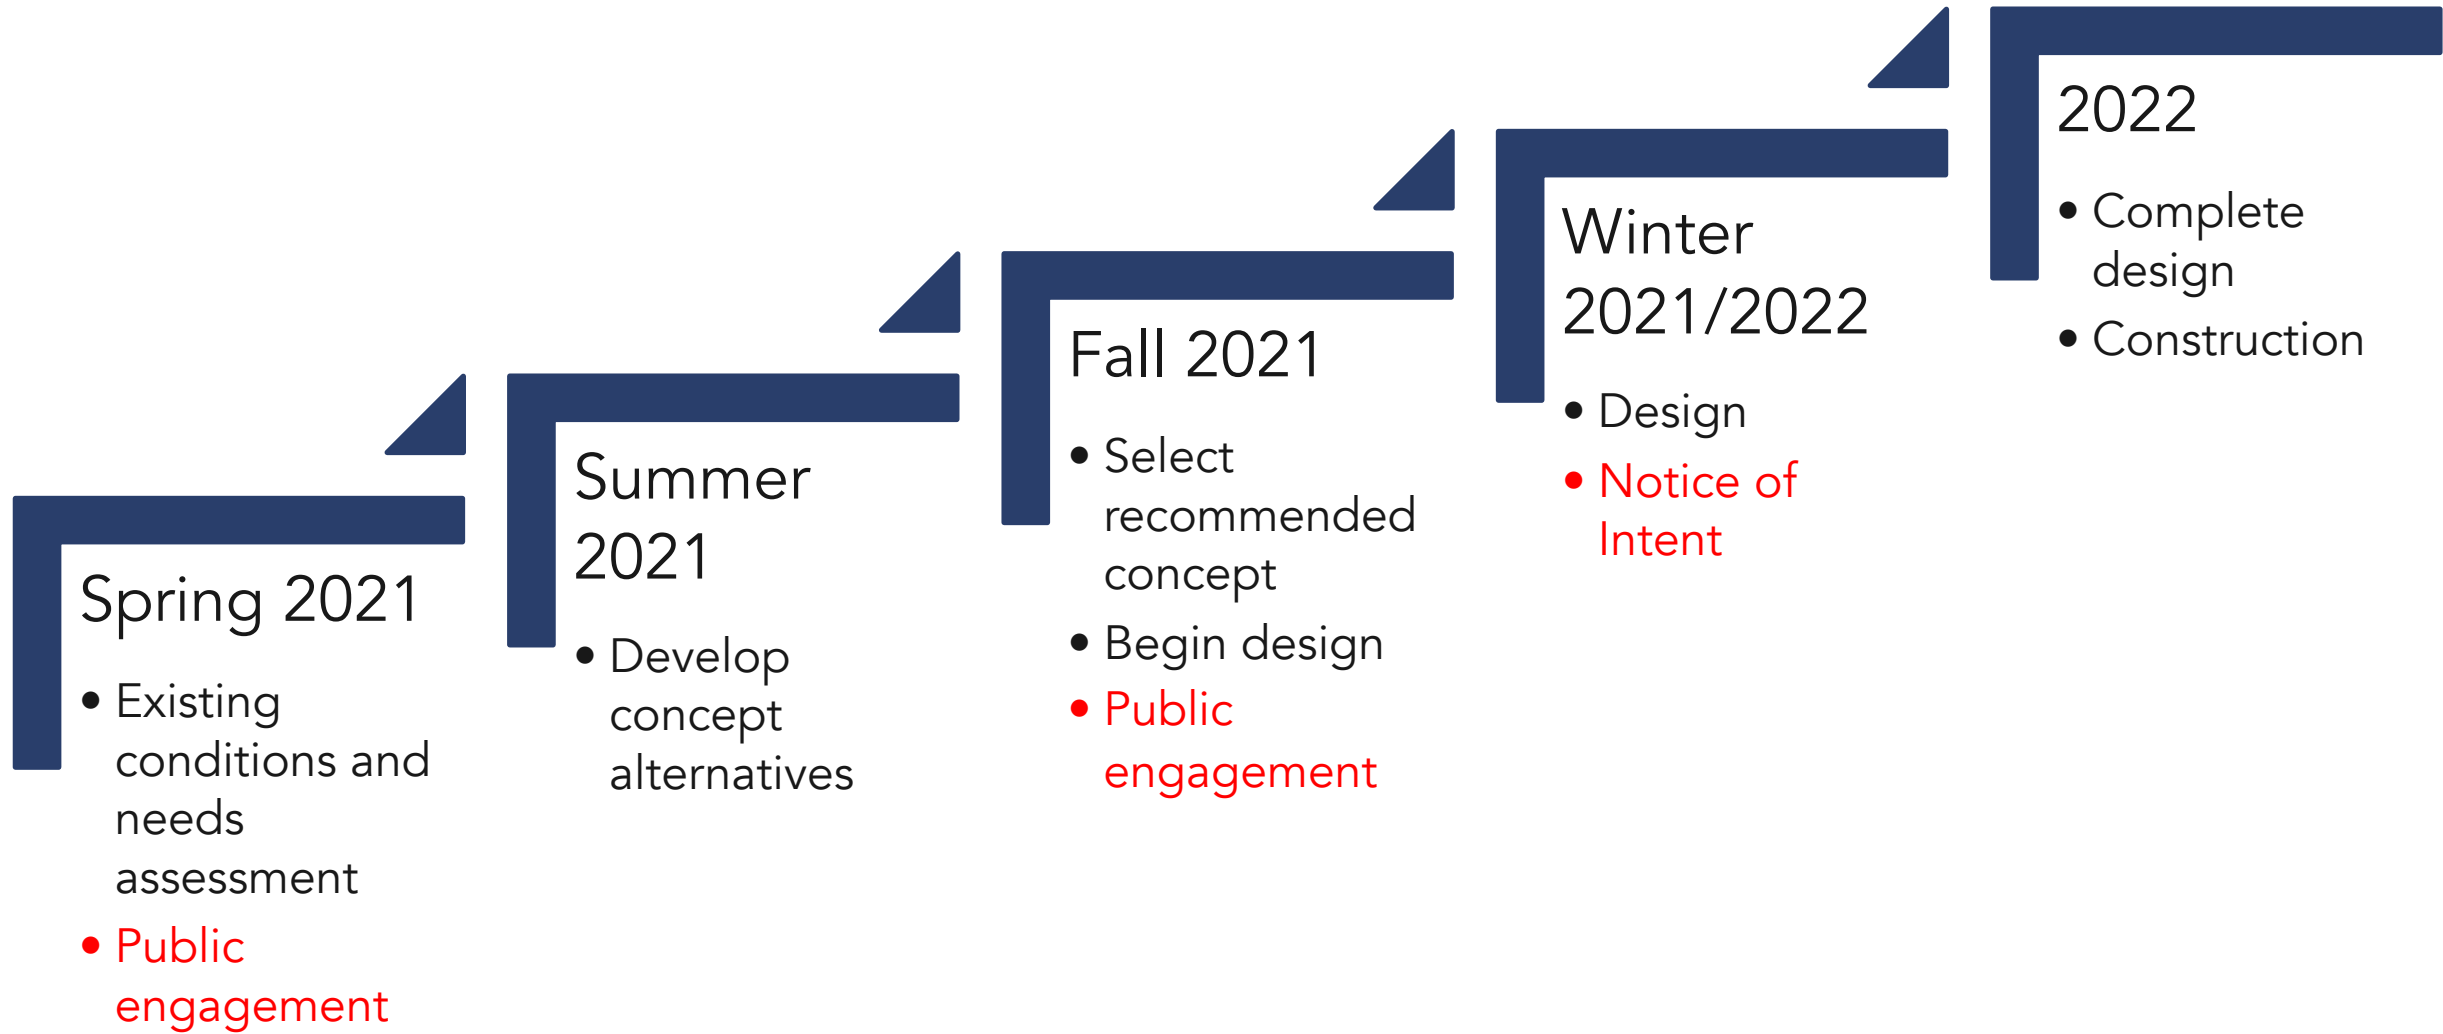 Spring 2021
• Existing
conditions and
needs
assessment
• Public
engagement
Summer
2021
• Develop
concept
alternatives
Fall 2021
• Select
recommended
concept
• Begin design
• Public
engagement
Winter
2021/2022
• Design
• Notice of
Intent
2022
• Complete
design
• Construction